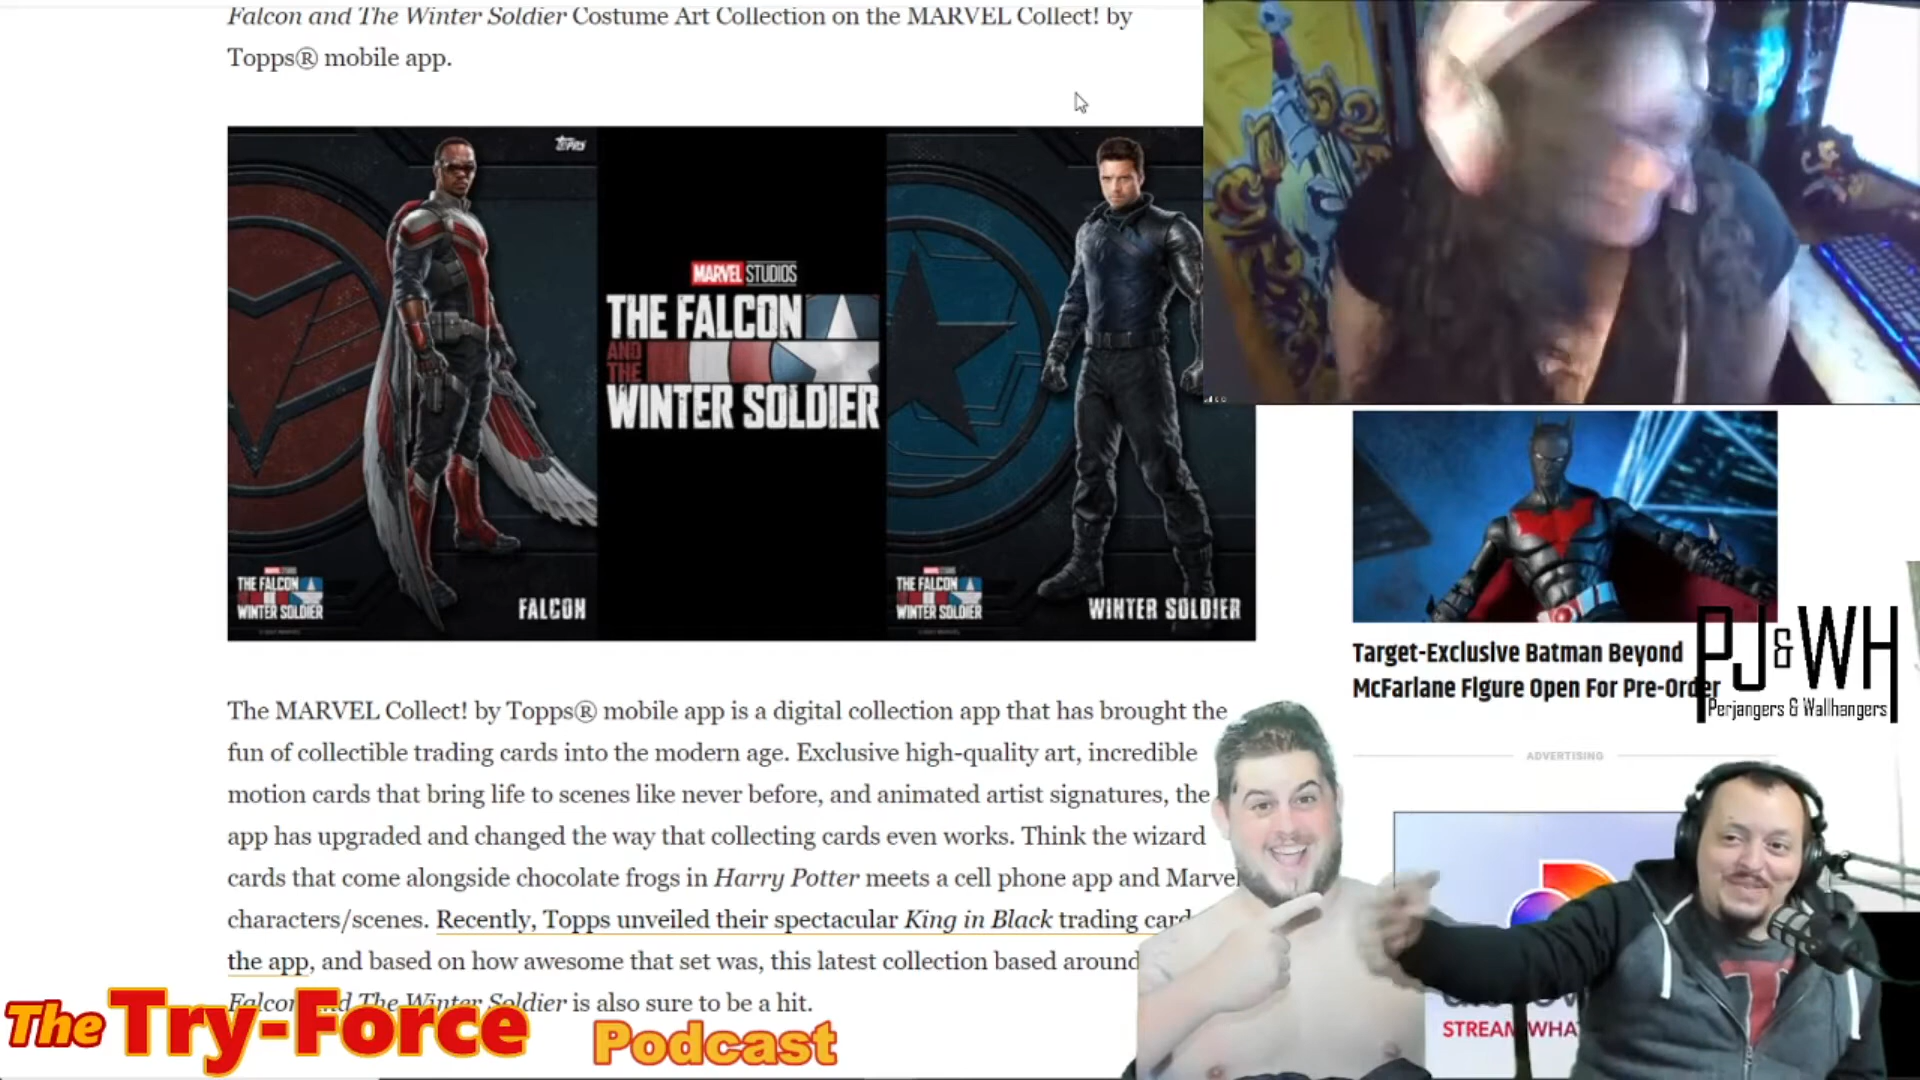 Falcon and The Winter Soldier Costume Art Collection on the MARVEL Collect! by
Topps® mobile app.
TOPPS
MARVEL STUDIOS
THE FALCON
AND
THE
WINTER SOLDIER
THE FALCON
WINTER SOLDIER
FALCON
THE FALCON
WINTER SOLDIER
WINTER SOLDIER
Target-Exclusive Batman Beyond
McFarlane Figure Open For Pre-Order
PJ&WH
Perjangers & Wallhangers
ADVERTISING
The MARVEL Collect! by Topps® mobile app is a digital collection app that has brought the
fun of collectible trading cards into the modern age. Exclusive high-quality art, incredible
motion cards that bring life to scenes like never before, and animated artist signatures, the
app has upgraded and changed the way that collecting cards even works. Think the wizard
cards that come alongside chocolate frogs in Harry Potter meets a cell phone app and Marvel
characters/scenes. Recently, Topps unveiled their spectacular King in Black trading card
the app, and based on how awesome that set was, this latest collection based around
Falcon and The Winter Soldier is also sure to be a hit.
STREAM WHA
The Try-Force
Podcast